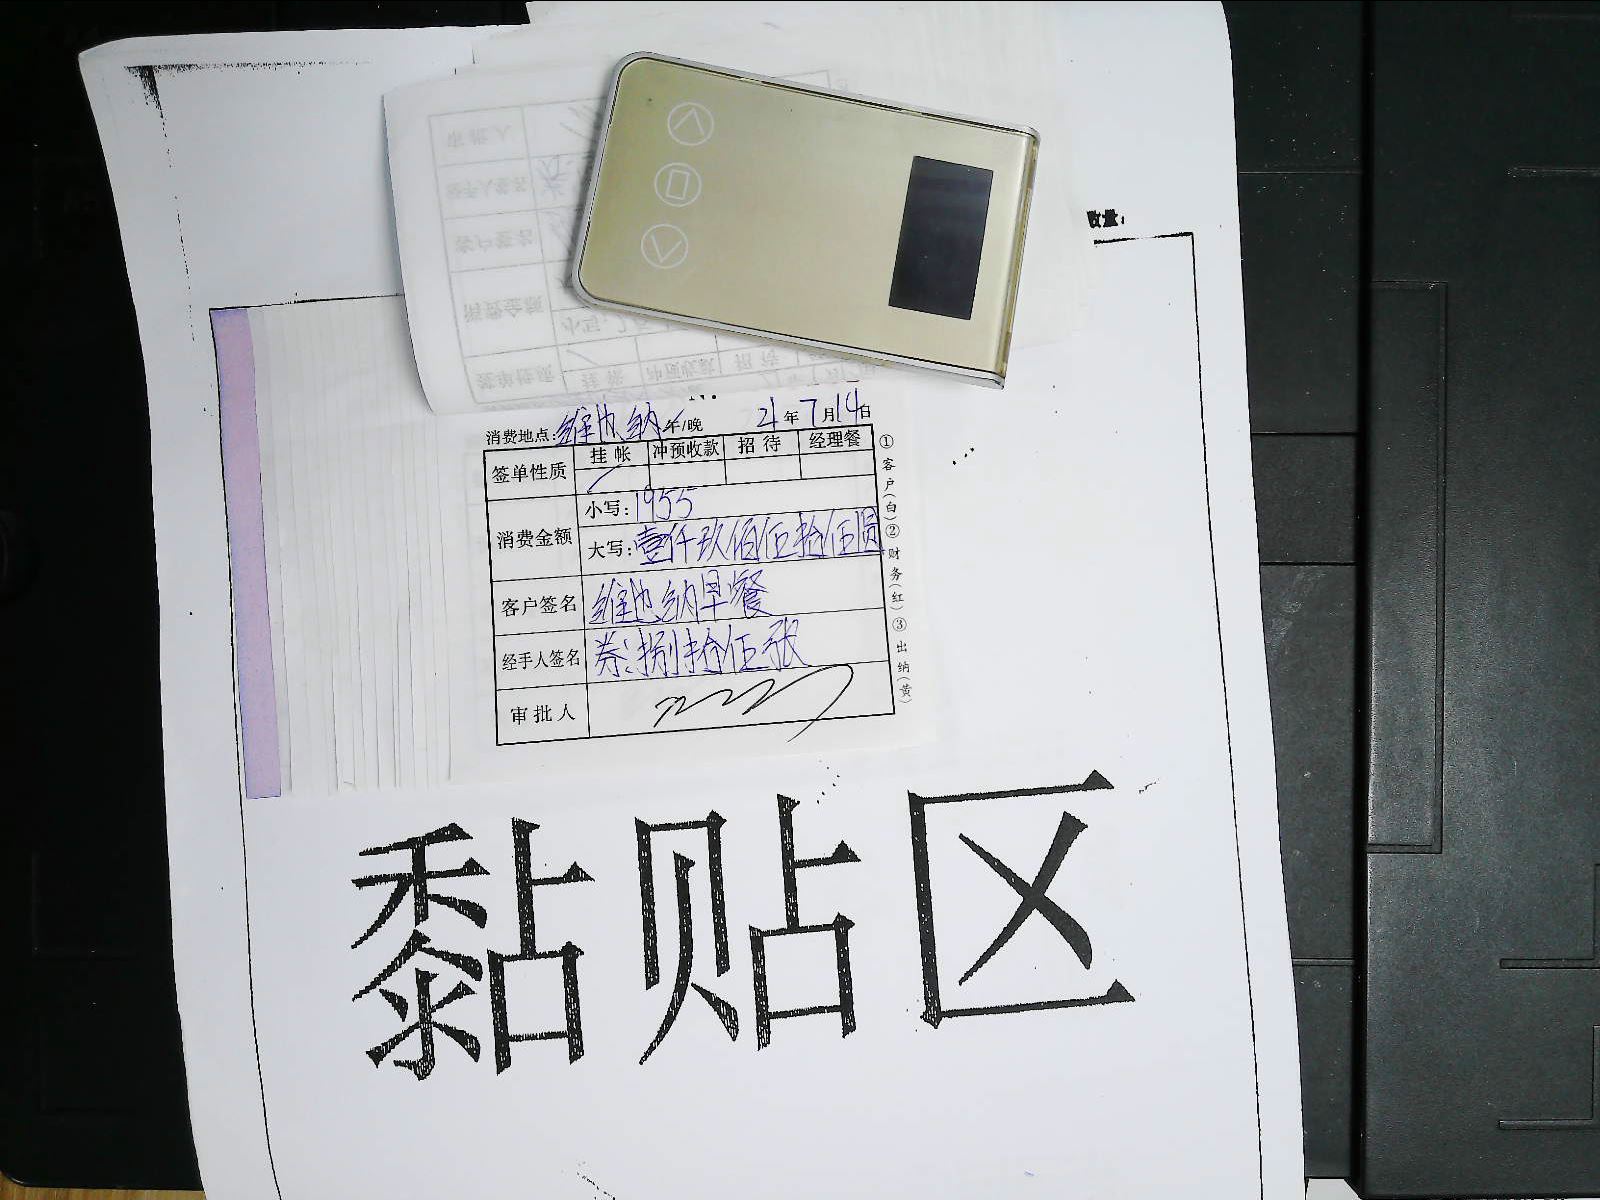 数量:
消费地点:维也纳 午/晚 21年7月14日
签单性质 挂帐 冲预收款 招待 经理餐
消费金额 小写:1955
大写:壹仟玖佰伍拾伍圆
客户签名 维也纳早餐
经手人签名 券:捌拾伍张
审批人
①客户(白)②财务(红)③出纳(黄)
黏贴区